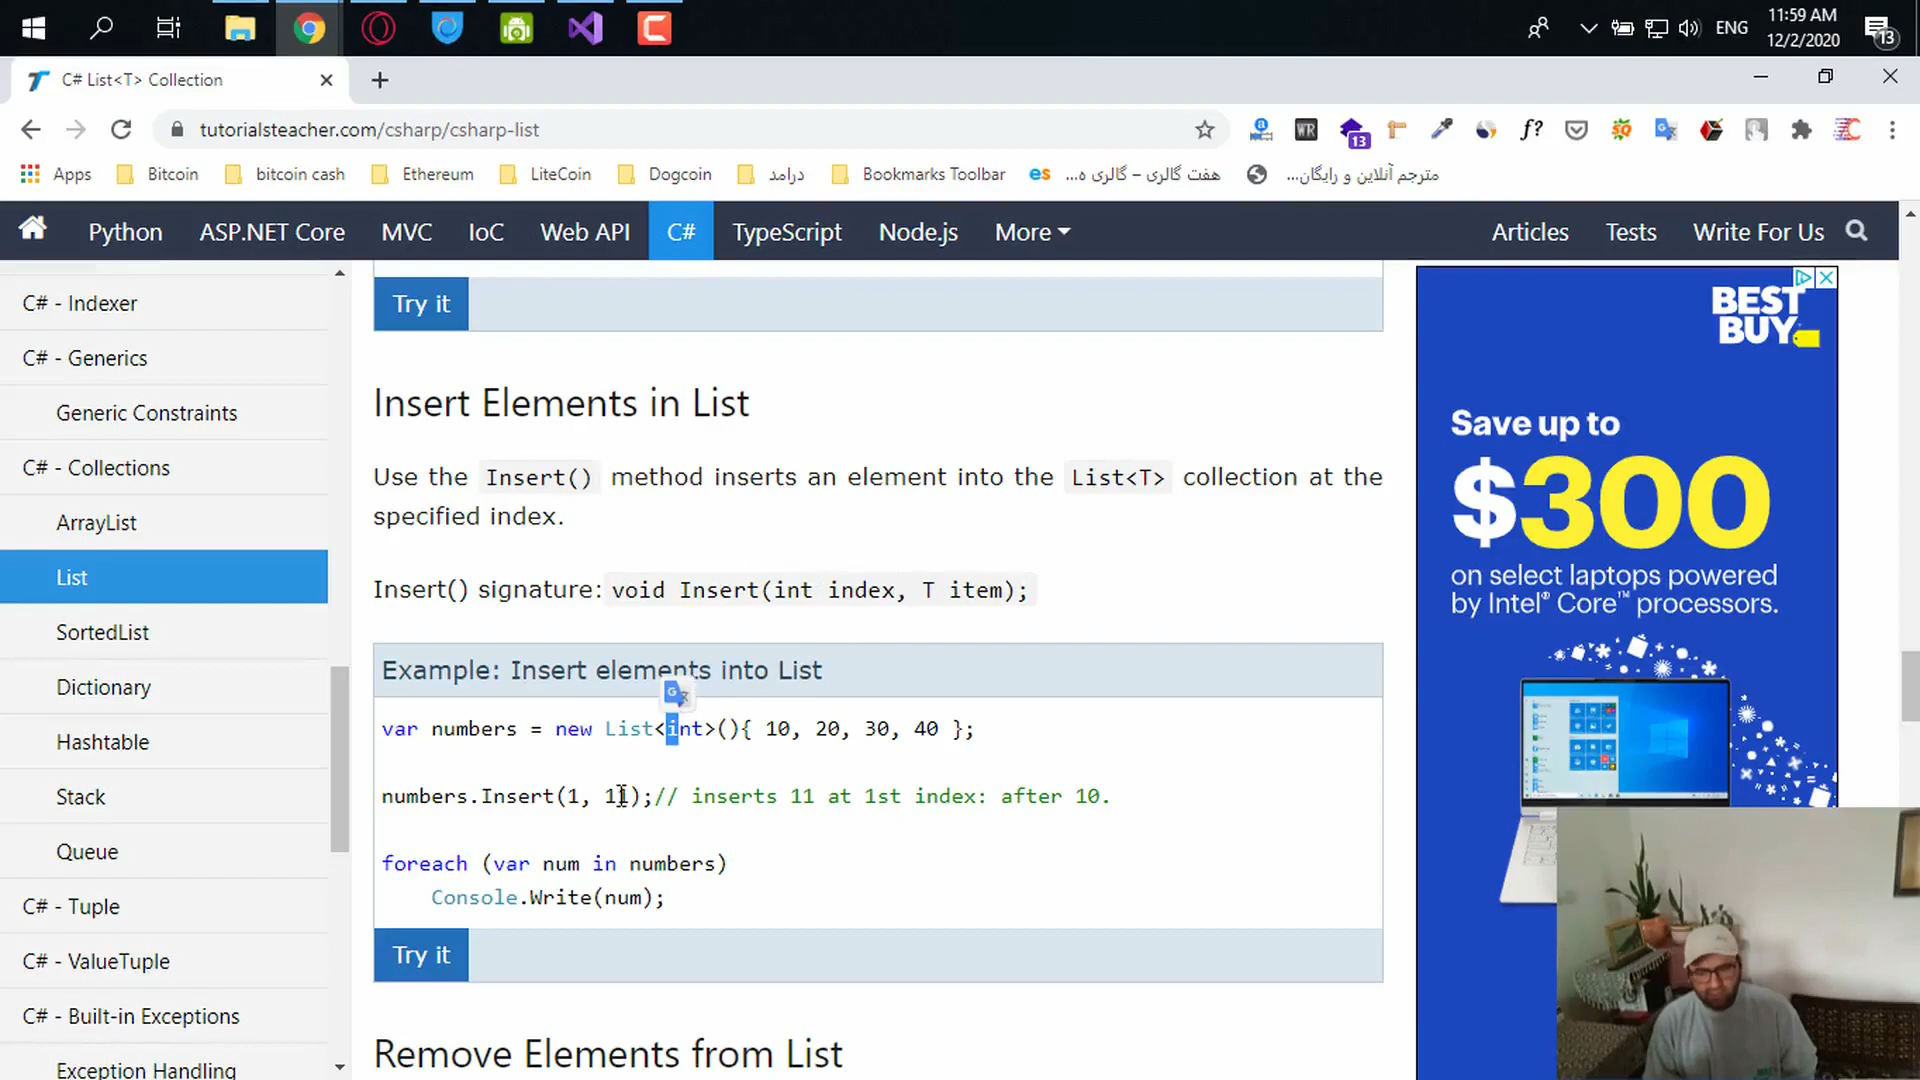 ENG
11:59 AM
12/2/2020
13
C# List<T> Collection
tutorialsteacher.com/csharp/csharp-list
WR
13
f?
Apps
Bitcoin
bitcoin cash
Ethereum
LiteCoin
Dogcoin
درامد
Bookmarks Toolbar
es
هفت گالری – گالری ه...
مترجم آنلاین و رایگان...
Python
ASP.NET Core
MVC
IoC
Web API
C#
TypeScript
Node.js
More
Articles
Tests
Write For Us
C# - Indexer
C# - Generics
Generic Constraints
C# - Collections
ArrayList
List
SortedList
Dictionary
Hashtable
Stack
Queue
C# - Tuple
C# - ValueTuple
C# - Built-in Exceptions
Exception Handling
Try it
Insert Elements in List
Use the Insert() method inserts an element into the List<T> collection at the
specified index.
Insert() signature: void Insert(int index, T item);
Example: Insert elements into List
var numbers = new List<int>(){ 10, 20, 30, 40 };
numbers.Insert(1, 11);// inserts 11 at 1st index: after 10.
foreach (var num in numbers)
Console.Write(num);
Try it
Remove Elements from List
BEST
BUY
Save up to
$300
on select laptops powered
by Intel® Core™ processors.